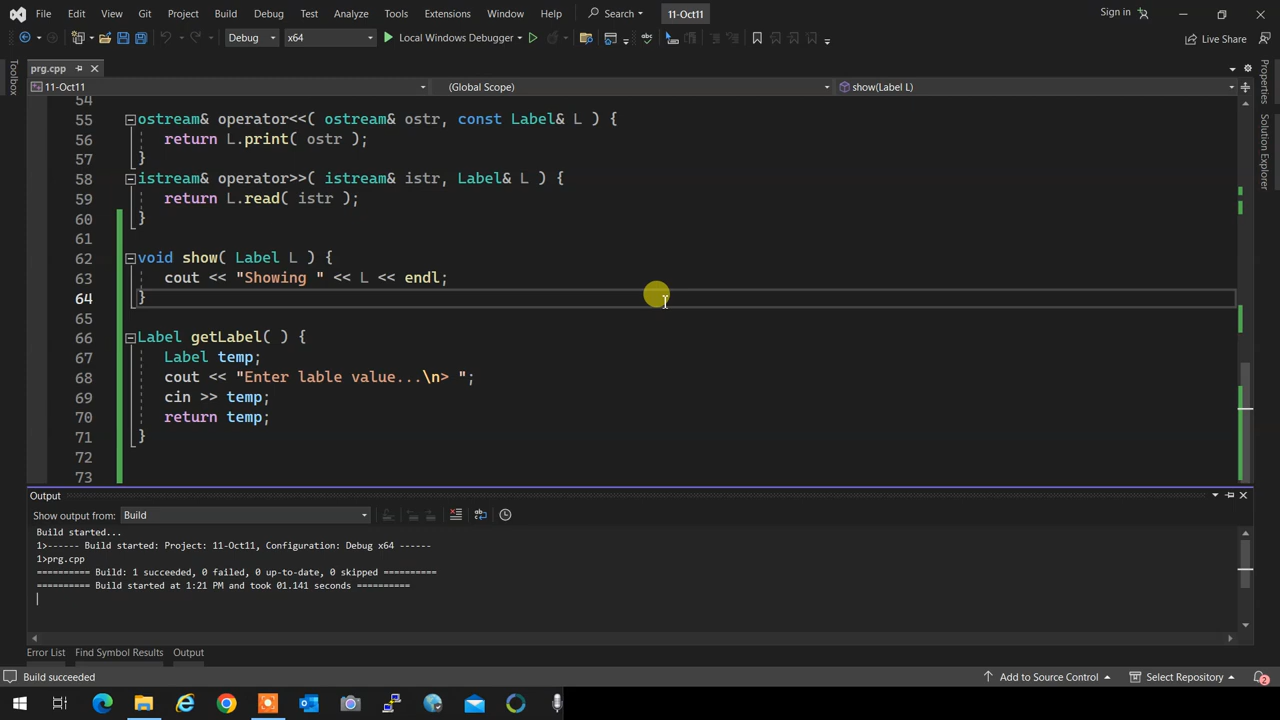 File Edit View Git Project Build Debug Test Analyze Tools Extensions Window Help Search 11-Oct11 Sign in
Debug x64 Local Windows Debugger Live Share
prg.cpp
11-Oct11 (Global Scope) show(Label L)
54
55 ostream& operator<<( ostream& ostr, const Label& L ) {
56 return L.print( ostr );
57 }
58 istream& operator>>( istream& istr, Label& L ) {
59 return L.read( istr );
60 }
61
62 void show( Label L ) {
63 cout << "Showing " << L << endl;
64 }
65
66 Label getLabel( ) {
67 Label temp;
68 cout << "Enter lable value...\n> ";
69 cin >> temp;
70 return temp;
71 }
72
73
Toolbox
Properties
Solution Explorer
Output
Show output from: Build
Build started...
1>------ Build started: Project: 11-Oct11, Configuration: Debug x64 ------
1>prg.cpp
========== Build: 1 succeeded, 0 failed, 0 up-to-date, 0 skipped ==========
========== Build started at 1:21 PM and took 01.141 seconds ==========
Error List Find Symbol Results Output
Build succeeded Add to Source Control Select Repository 2